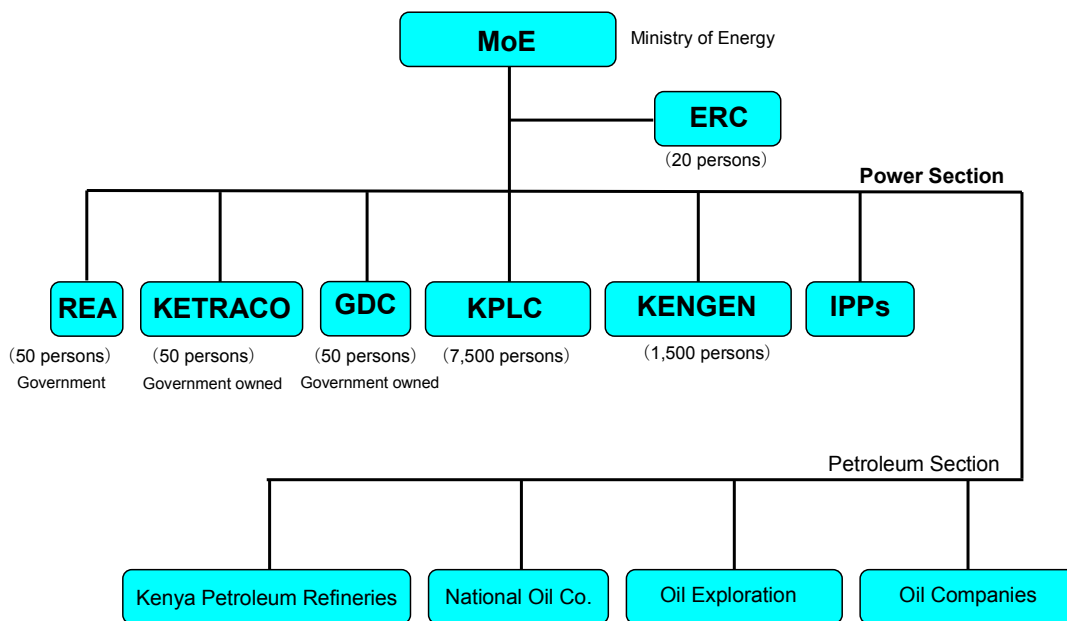 MoE
Ministry of Energy
ERC
（20 persons）
Power Section
REA
KETRACO
GDC
KPLC
KENGEN
IPPs
（50 persons）
（50 persons）
（50 persons）
（7,500 persons）
（1,500 persons）
Government
Government owned
Government owned
Petroleum Section
Kenya Petroleum Refineries
National Oil Co.
Oil Exploration
Oil Companies